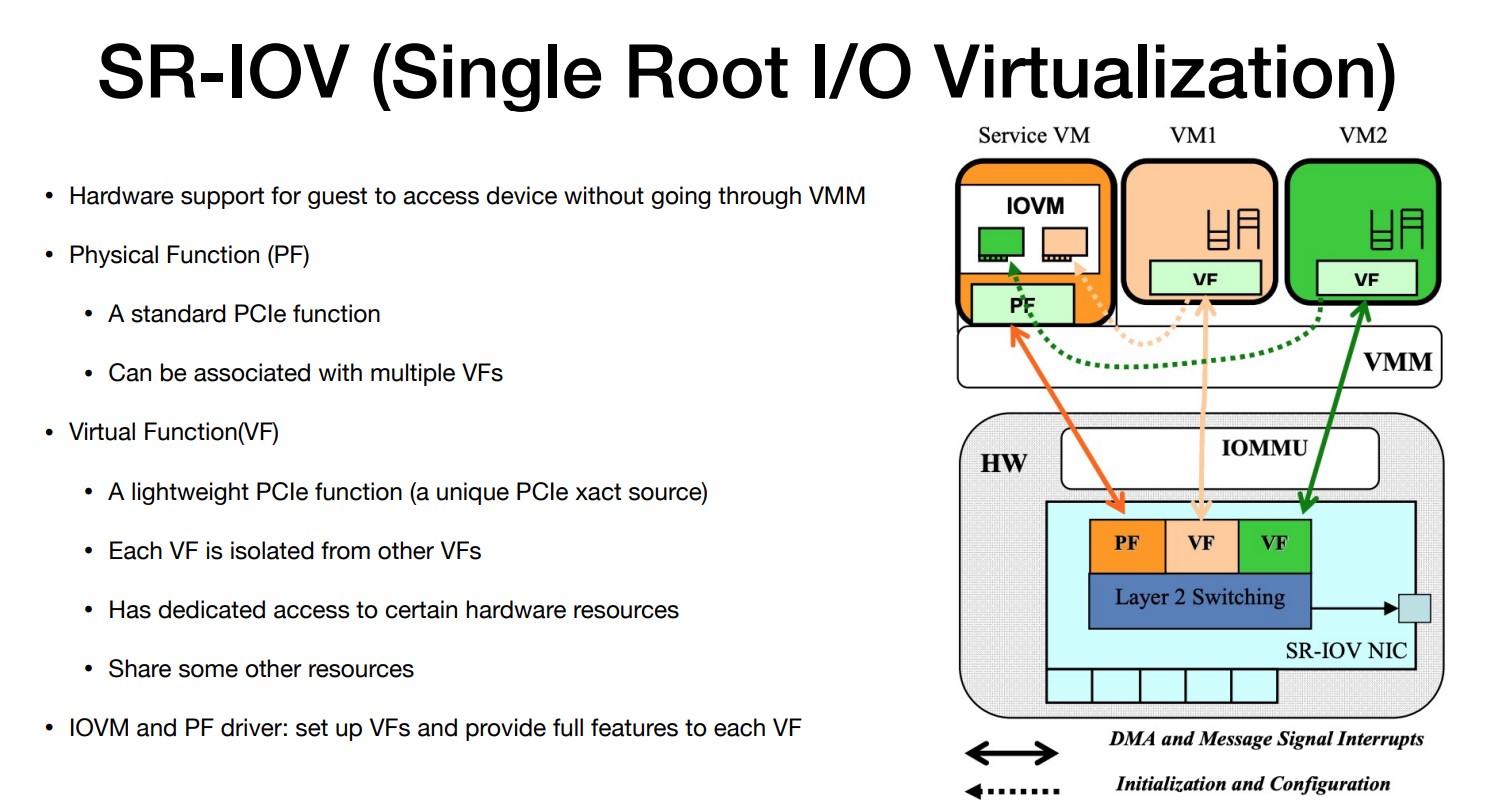 SR-IOV (Single Root I/O Virtualization)
• Hardware support for guest to access device without going through VMM
• Physical Function (PF)
• A standard PCIe function
• Can be associated with multiple VFs
• Virtual Function(VF)
• A lightweight PCIe function (a unique PCIe xact source)
• Each VF is isolated from other VFs
• Has dedicated access to certain hardware resources
• Share some other resources
• IOVM and PF driver: set up VFs and provide full features to each VF
Service VM
VM1
VM2
IOVM
PF
VF
VF
VMM
HW
IOMMU
PF
VF
VF
Layer 2 Switching
SR-IOV NIC
DMA and Message Signal Interrupts
Initialization and Configuration